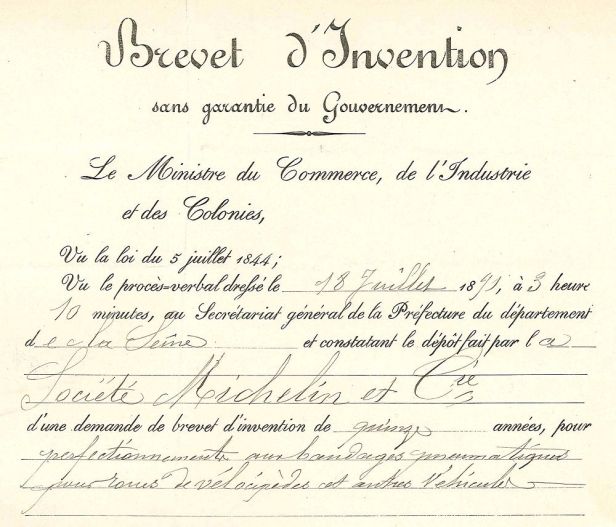 Brevet d'Invention
sans garantie du Gouvernement.
Le Ministre du Commerce, de l'Industrie
et des Colonies,
Vu la loi du 5 juillet 1844;
Vu le procès-verbal dressé le 18 Juillet 1891, à 3 heure
10 minutes, au Secrétariat général de la Préfecture du département
de la Seine et constatant le dépôt fait par la
Société Michelin et Cie
d'une demande de brevet d'invention de quinze années, pour
perfectionnements aux bandages pneumatiques
pour roues de vélocipèdes et autres véhicules